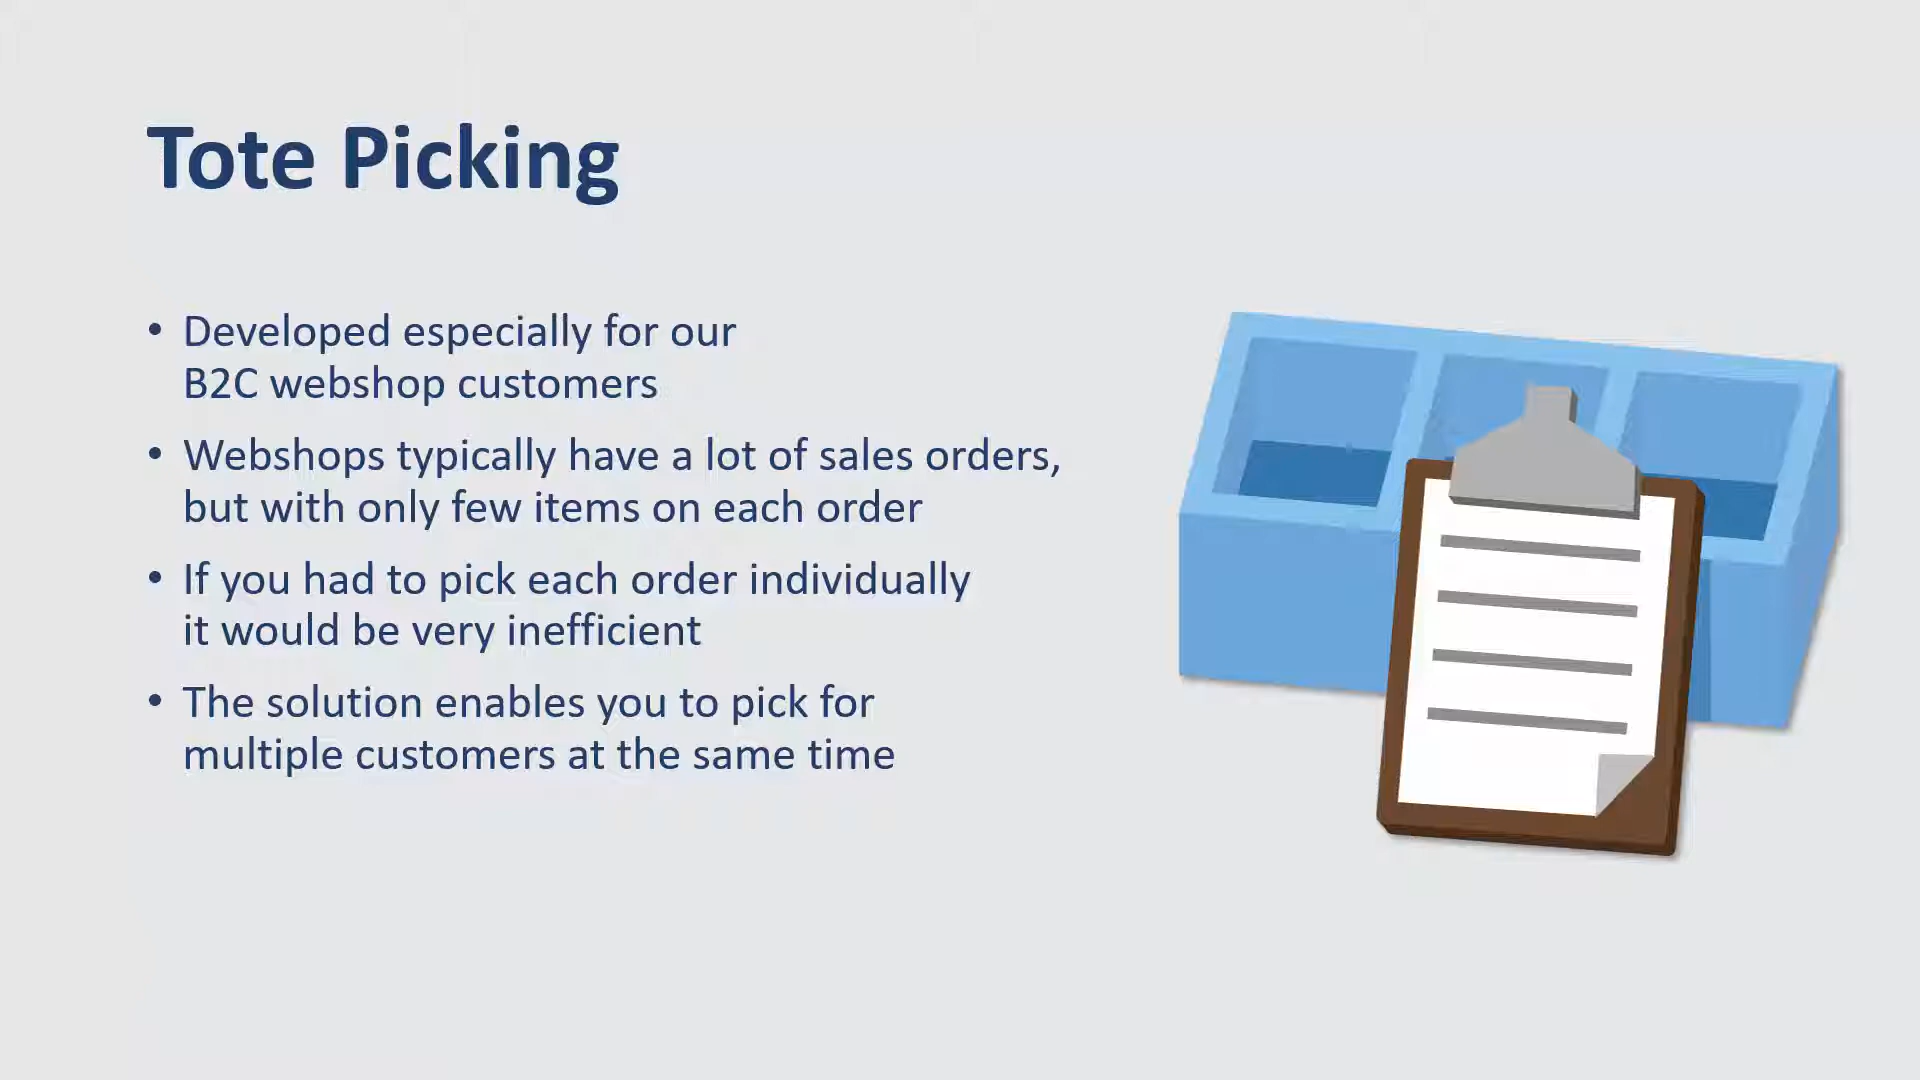 Tote Picking
• Developed especially for our
B2C webshop customers
• Webshops typically have a lot of sales orders,
but with only few items on each order
• If you had to pick each order individually
it would be very inefficient
• The solution enables you to pick for
multiple customers at the same time